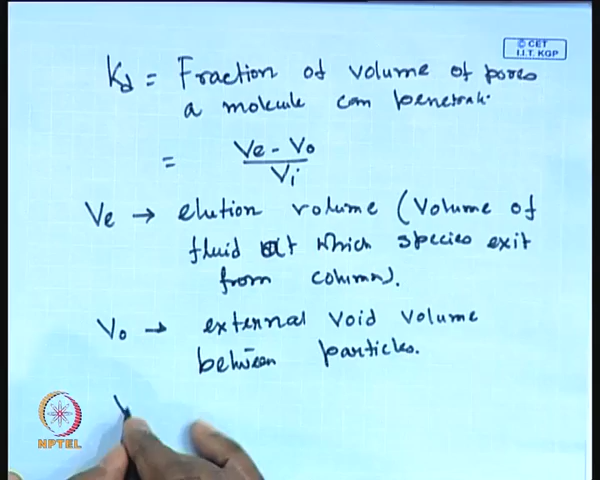 © CET
I.I.T. KGP
Kd = Fraction of volume of pores
a molecule can penetrate.
= Ve - Vo
Vi
Ve → elution volume (Volume of
fluid at which species exit
from column).
Vo → external void volume
between particles.
NPTEL